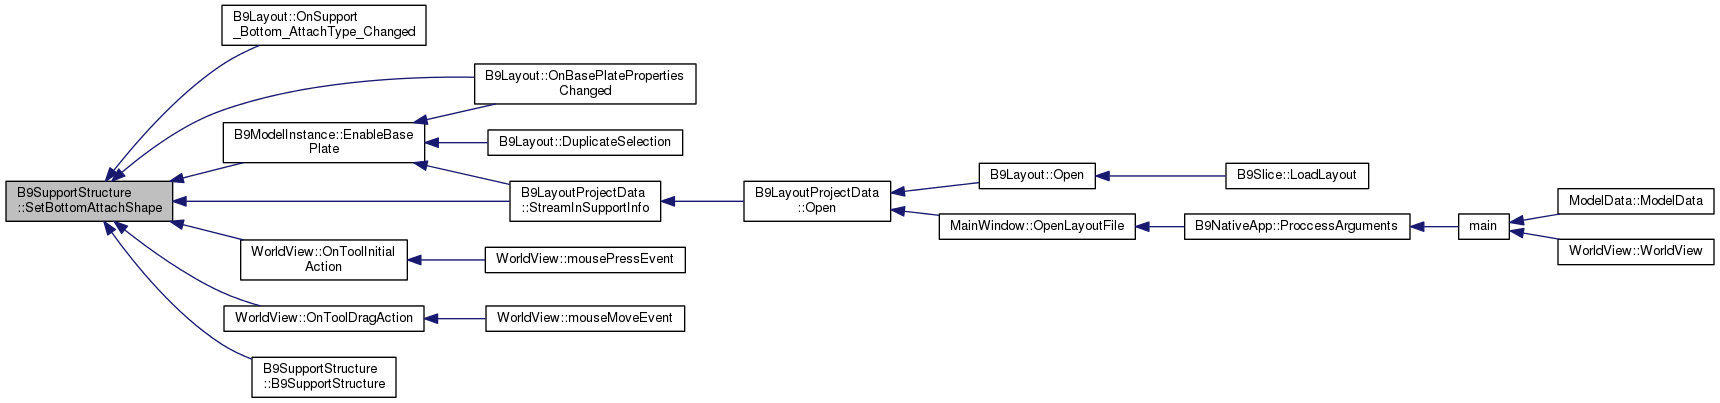 B9Layout::OnSupport
_Bottom_AttachType_Changed
B9Layout::OnBasePlateProperties
Changed
B9ModelInstance::EnableBase
Plate
B9Layout::DuplicateSelection
B9SupportStructure
::SetBottomAttachShape
B9LayoutProjectData
::StreamInSupportInfo
B9LayoutProjectData
::Open
B9Layout::Open
B9Slice::LoadLayout
MainWindow::OpenLayoutFile
B9NativeApp::ProccessArguments
main
ModelData::ModelData
WorldView::WorldView
WorldView::OnToolInitial
Action
WorldView::mousePressEvent
WorldView::OnToolDragAction
WorldView::mouseMoveEvent
B9SupportStructure
::B9SupportStructure